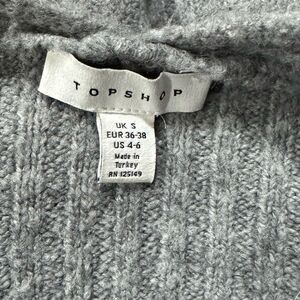 TOPSHOP
UK S
EUR 36-38
US 4-6
Made in
Turkey
RN 125149